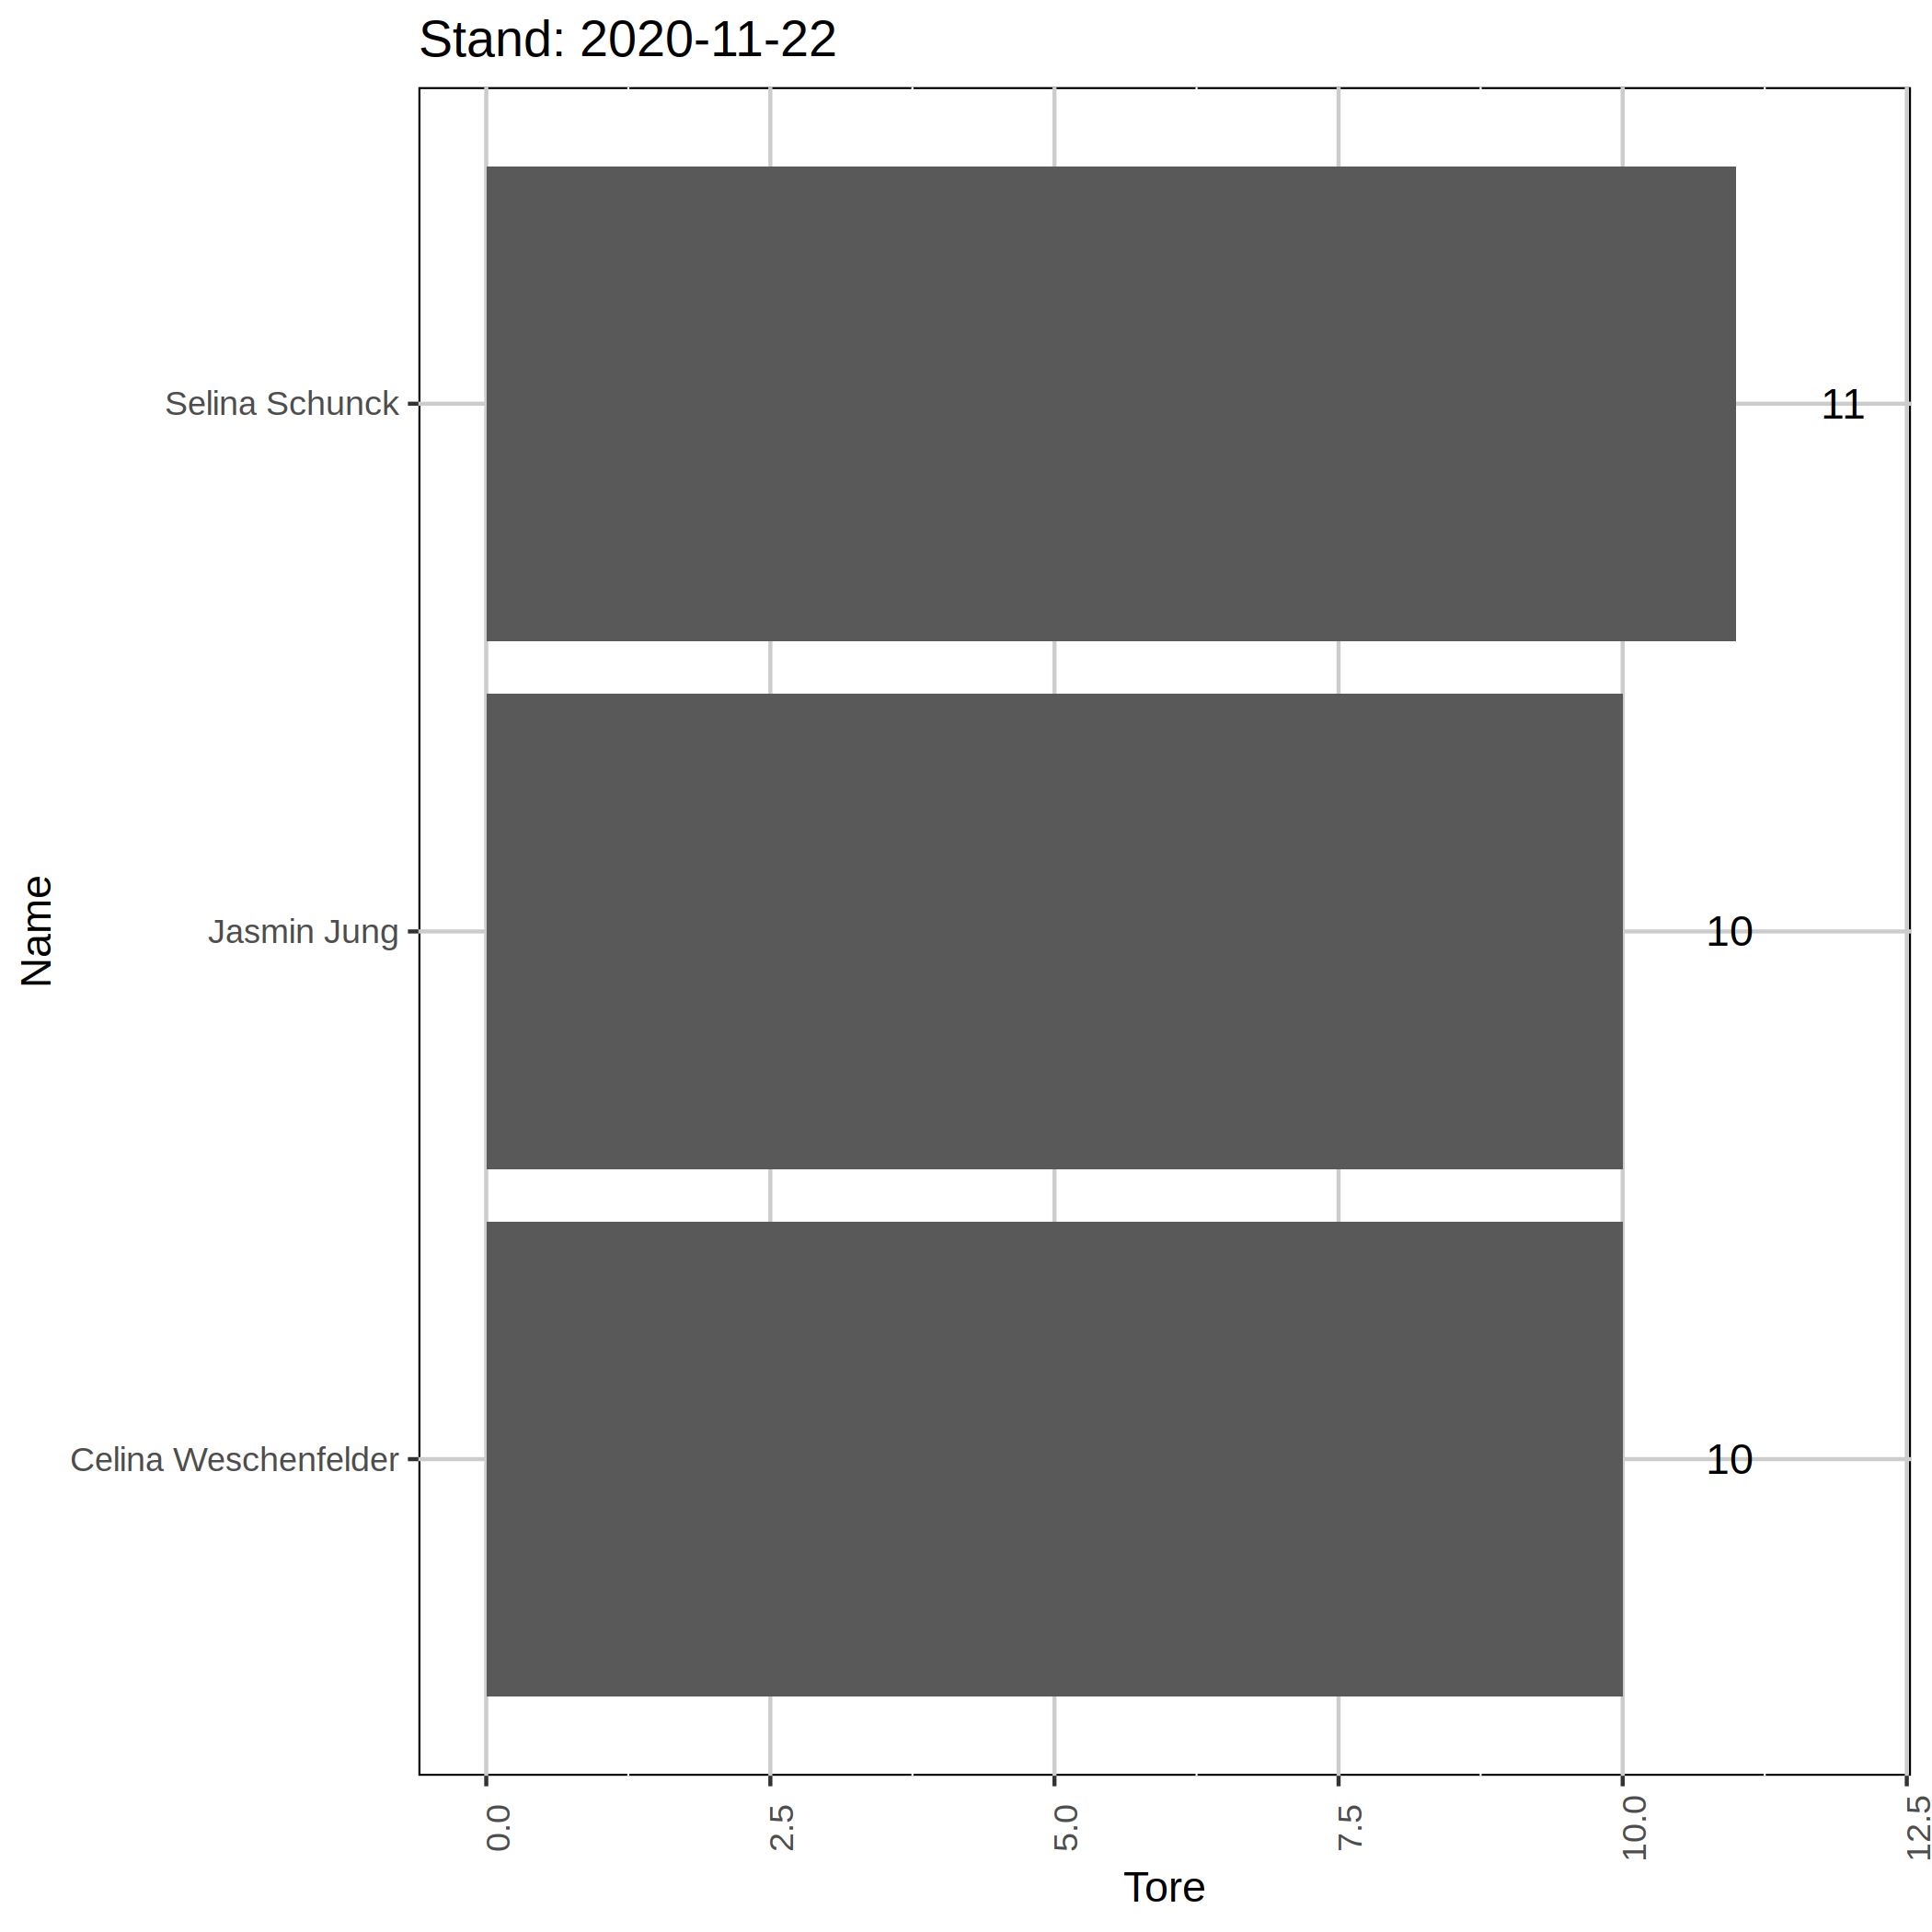 Stand: 2020-11-22
Selina Schunck
11
Jasmin Jung
10
Celina Weschenfelder
10
Name
0.0
2.5
5.0
7.5
10.0
12.5
Tore